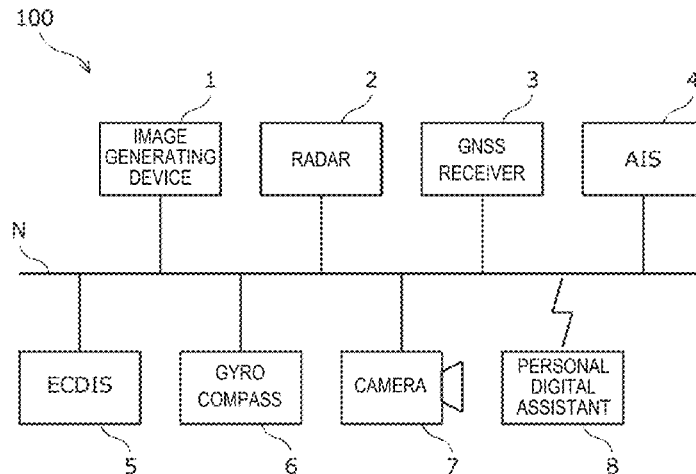 100
1
2
3
4
IMAGE
GENERATING
DEVICE
RADAR
GNSS
RECEIVER
AIS
N
ECDIS
GYRO
COMPASS
CAMERA
PERSONAL
DIGITAL
ASSISTANT
5
6
7
8